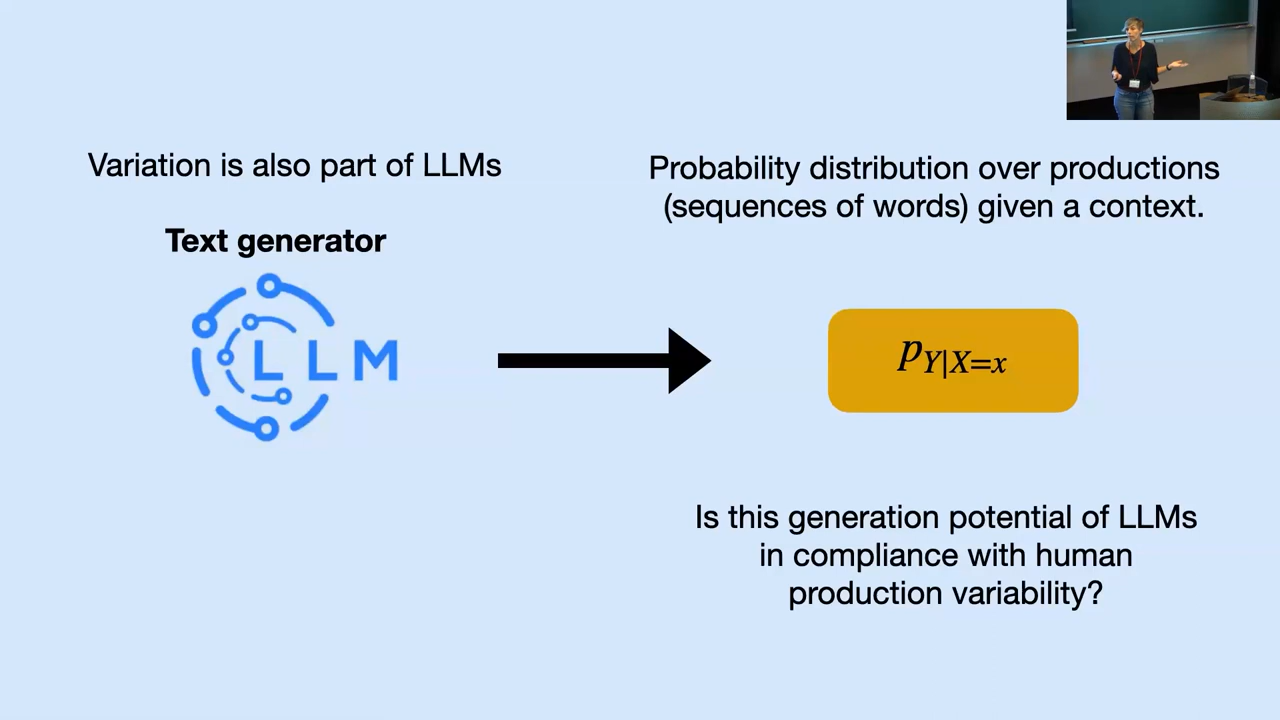 Variation is also part of LLMs
Text generator
LLM
Probability distribution over productions
(sequences of words) given a context.
p_{Y|X=x}
Is this generation potential of LLMs
in compliance with human
production variability?